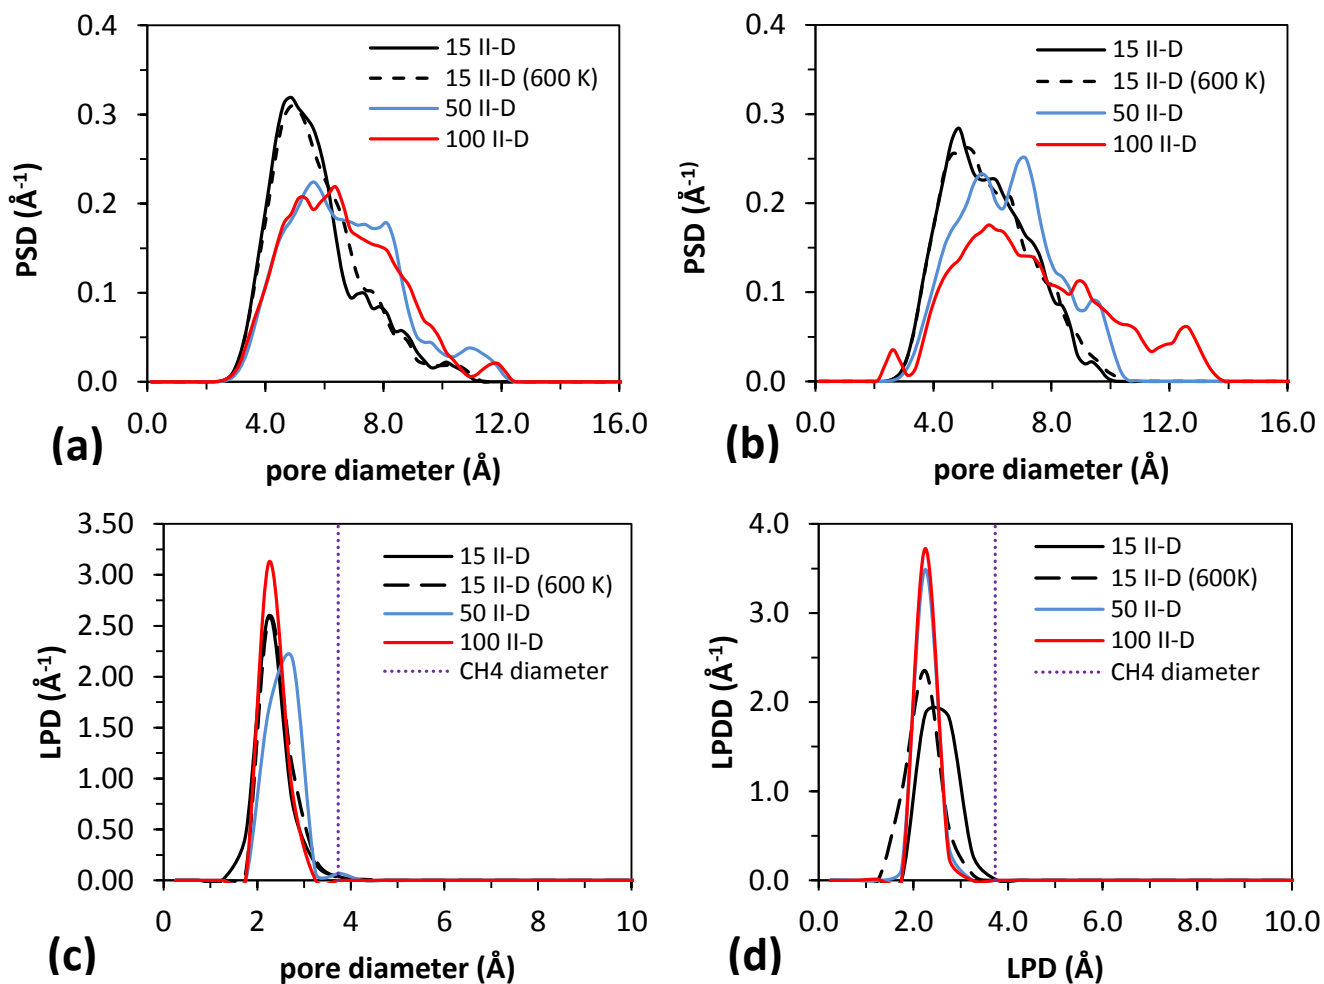 0.4
0.3
0.2
0.1
0.0
PSD (Å-1)
0.0 4.0 8.0 12.0 16.0
pore diameter (Å)
(a)
15 II-D
15 II-D (600 K)
50 II-D
100 II-D
0.4
0.3
0.2
0.1
0.0
PSD (Å-1)
0.0 4.0 8.0 12.0 16.0
pore diameter (Å)
(b)
15 II-D
15 II-D (600 K)
50 II-D
100 II-D
3.50
3.00
2.50
2.00
1.50
1.00
0.50
0.00
LPD (Å-1)
0 2 4 6 8 10
pore diameter (Å)
(c)
15 II-D
15 II-D (600 K)
50 II-D
100 II-D
CH4 diameter
4.0
3.0
2.0
1.0
0.0
LPDD (Å-1)
0.0 2.0 4.0 6.0 8.0 10.0
LPD (Å)
(d)
15 II-D
15 II-D (600K)
50 II-D
100 II-D
CH4 diameter